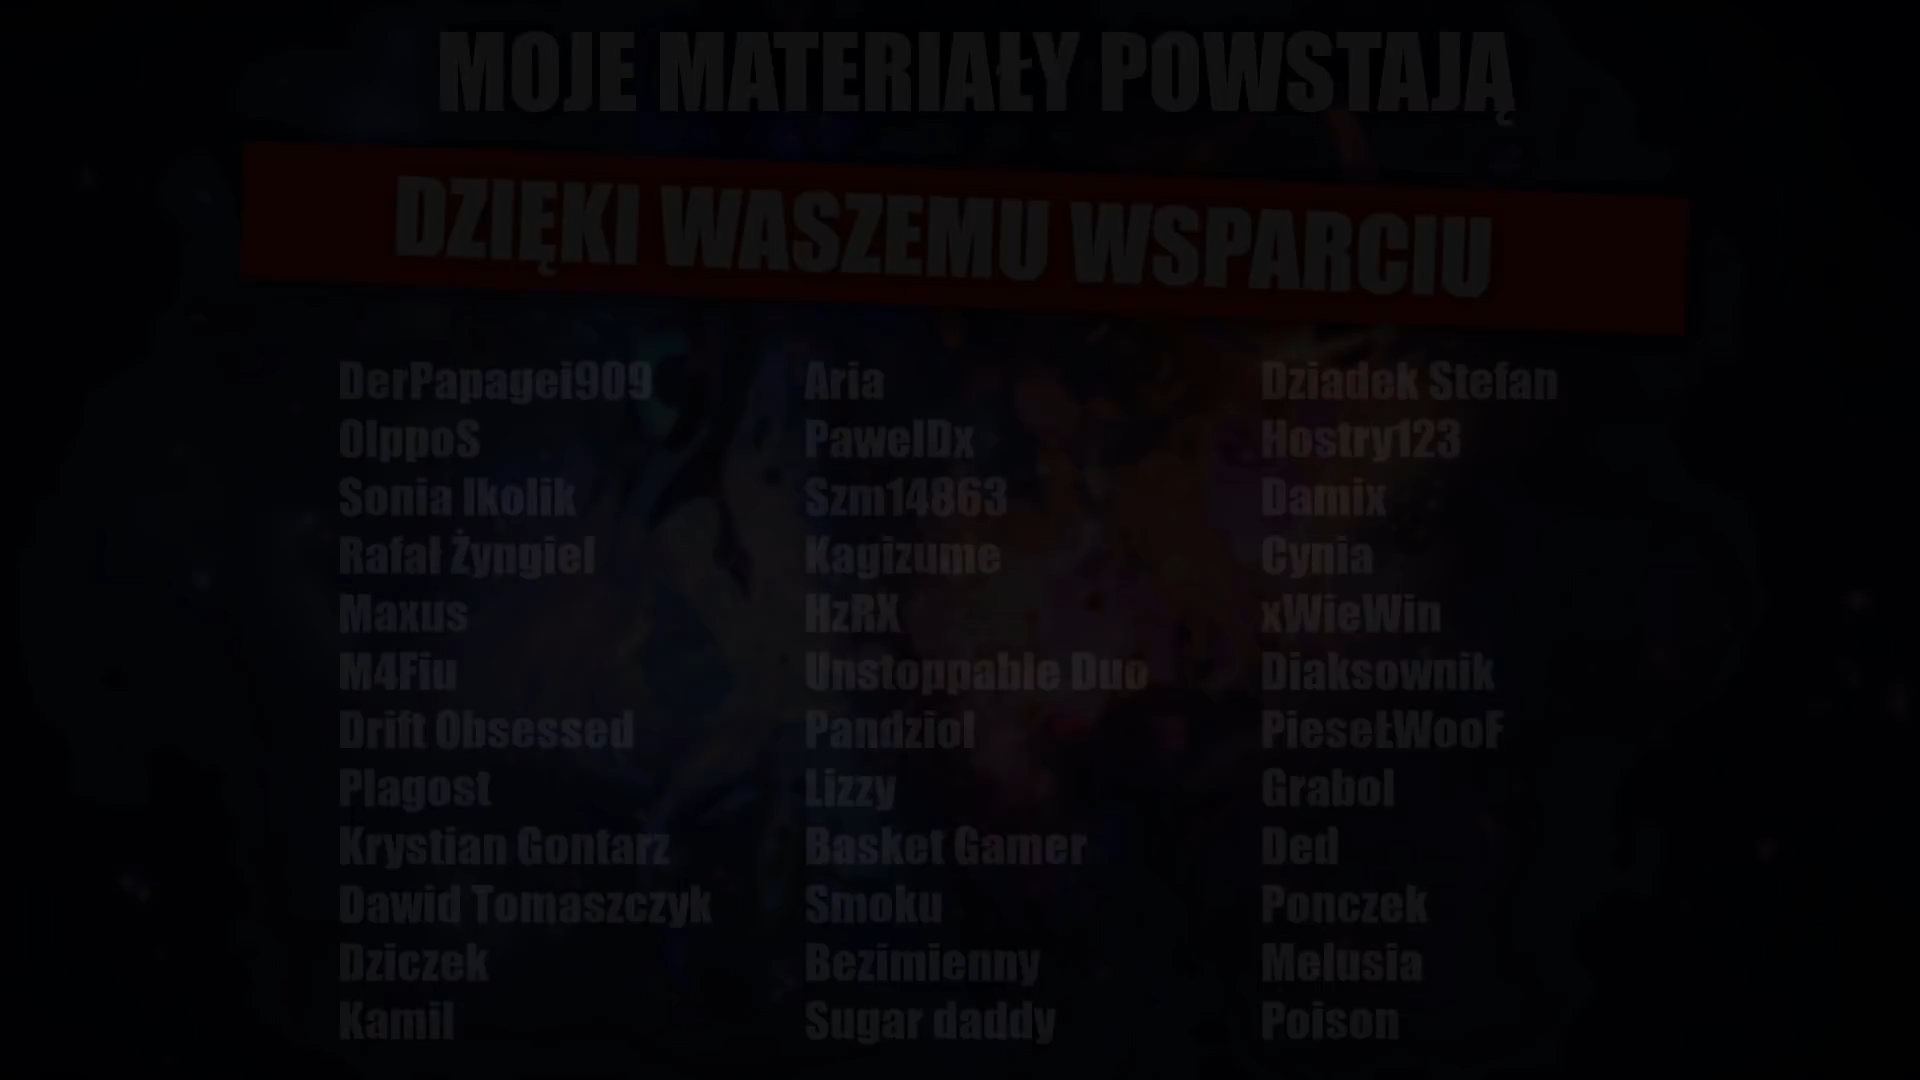 MOJE MATERIAŁY POWSTAJĄ
DZIĘKI WASZEMU WSPARCIU
DerPapagei909
OlppoS
Sonia Ikolik
Rafał Żyngiel
Maxus
M4Fiu
Drift Obsessed
Plagost
Krystian Gontarz
Dawid Tomaszczyk
Dziczek
Kamil
Aria
PawelDx
Szm14863
Kagizume
HzRX
Unstoppable Duo
Pandziol
Lizzy
Basket Gamer
Smoku
Bezimienny
Sugar daddy
Dziadek Stefan
Hostry123
Damix
Cynia
xWieWin
Diaksownik
PieseŁWooF
Grabol
Ded
Ponczek
Melusia
Poison